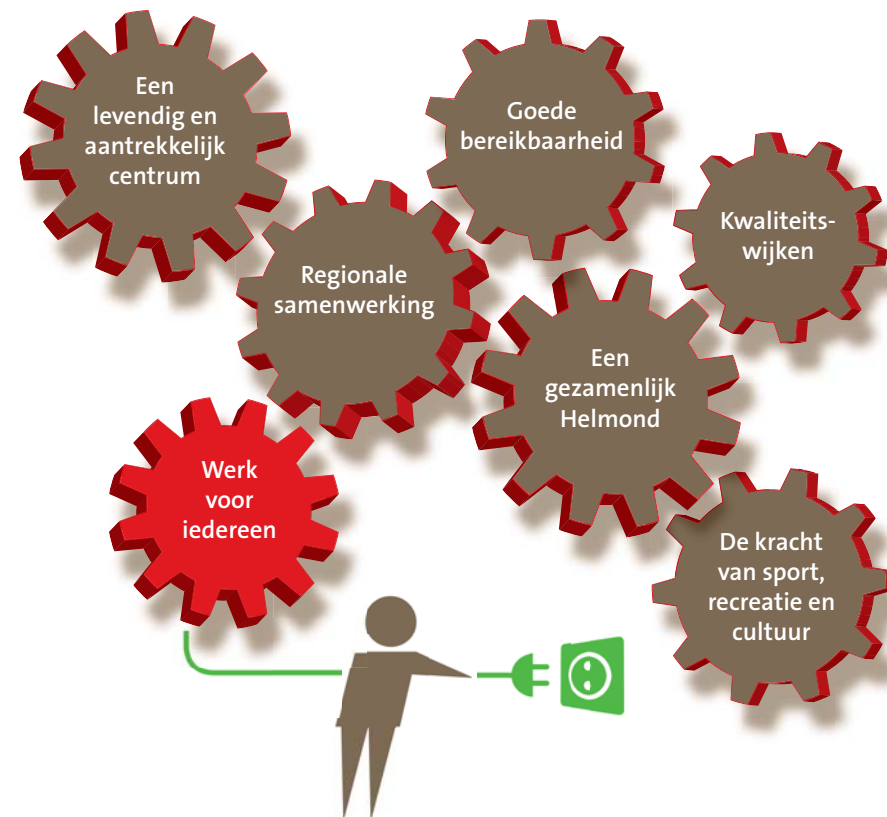 Een
levendig en
aantrekkelijk
centrum
Goede
bereikbaarheid
Kwaliteits-
wijken
Regionale
samenwerking
Een
gezamenlijk
Helmond
Werk
voor
iedereen
De kracht
van sport,
recreatie en
cultuur